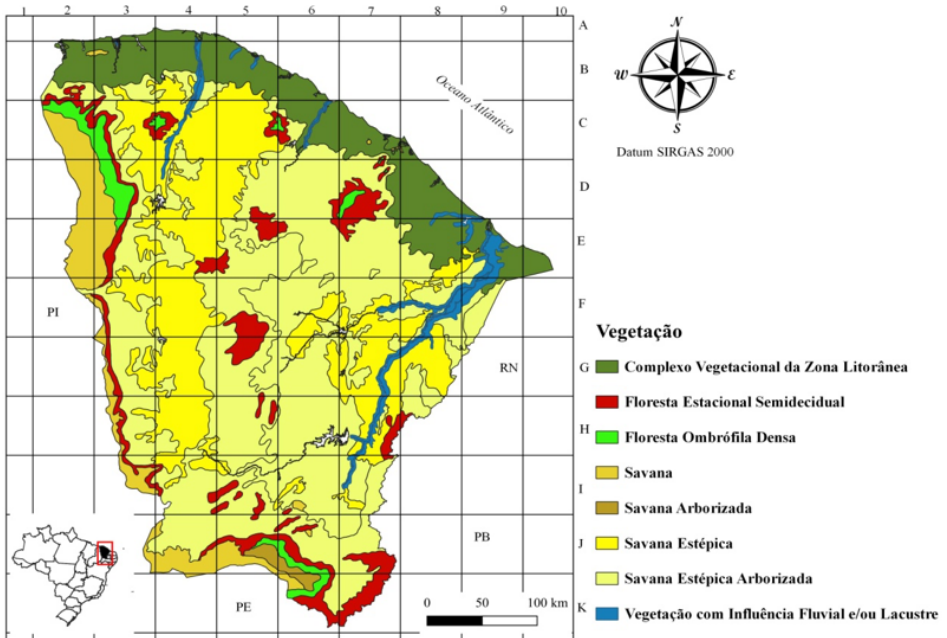 1 2 3 4 5 6 7 8 9 10
A
B
C
D
E
F
G
H
I
J
K
Oceano Atlântico
PI
RN
PB
PE
N
W E
S
Datum SIRGAS 2000
0 50 100 km
Vegetação
Complexo Vegetacional da Zona Litorânea
Floresta Estacional Semidecidual
Floresta Ombrófila Densa
Savana
Savana Arborizada
Savana Estépica
Savana Estépica Arborizada
Vegetação com Influência Fluvial e/ou Lacustre